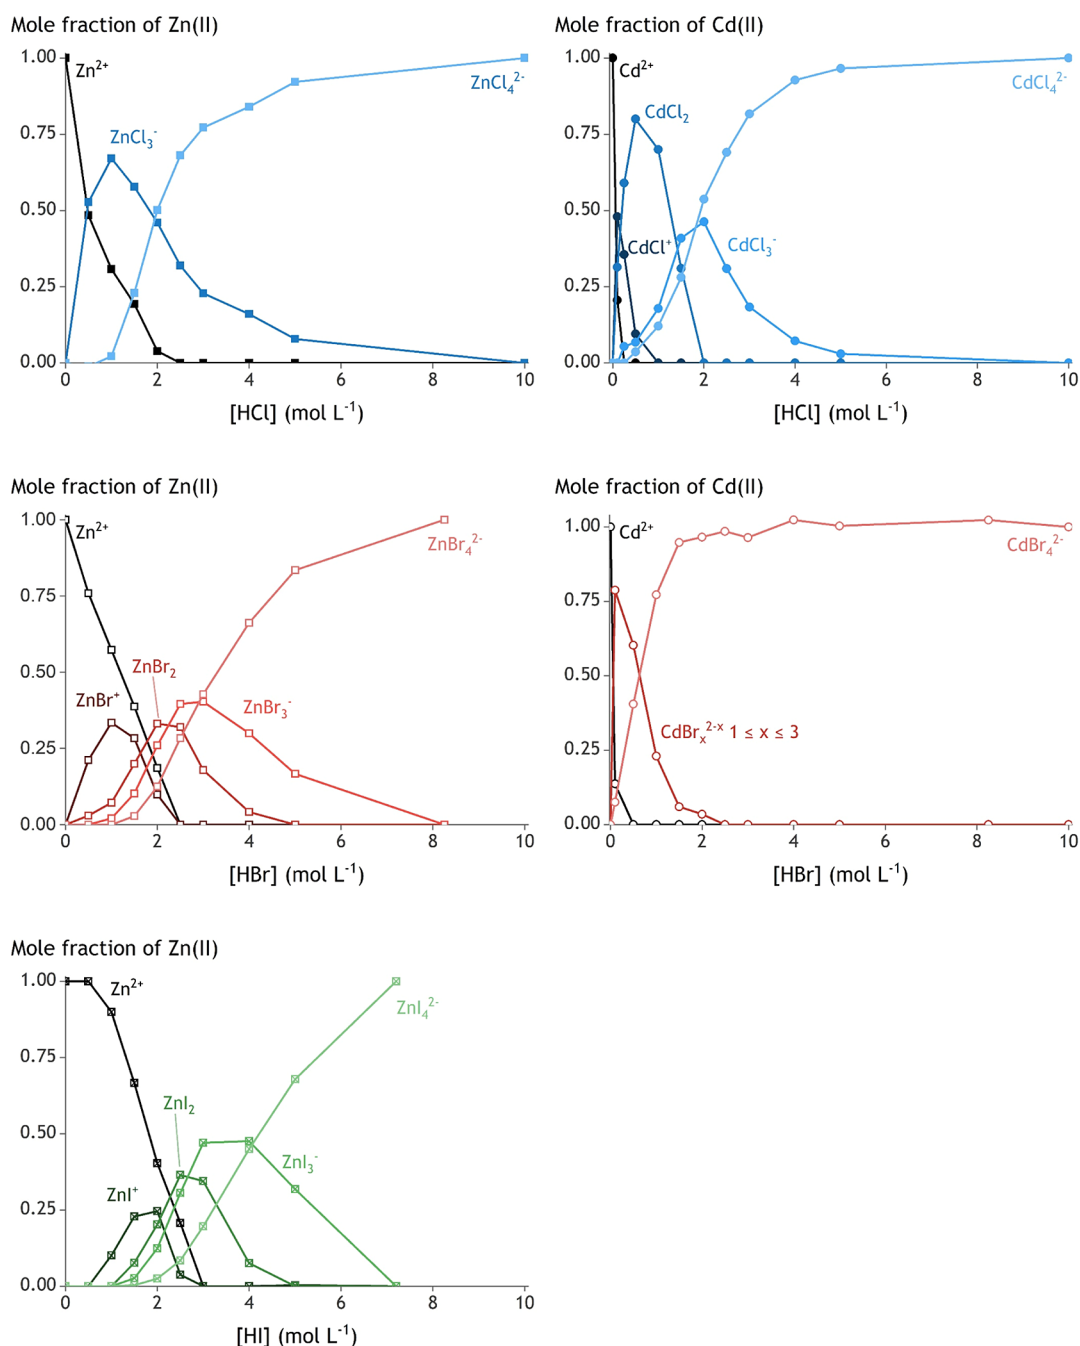 Mole fraction of Zn(II)
1.00
0.75
0.50
0.25
0.00
0 2 4 6 8 10
[HCl] (mol L⁻¹)
Zn²⁺
ZnCl₃⁻
ZnCl₄²⁻
Mole fraction of Cd(II)
1.00
0.75
0.50
0.25
0.00
0 2 4 6 8 10
[HCl] (mol L⁻¹)
Cd²⁺
CdCl₂
CdCl⁺
CdCl₃⁻
CdCl₄²⁻
Mole fraction of Zn(II)
1.00
0.75
0.50
0.25
0.00
0 2 4 6 8 10
[HBr] (mol L⁻¹)
Zn²⁺
ZnBr⁺
ZnBr₂
ZnBr₃⁻
ZnBr₄²⁻
Mole fraction of Cd(II)
1.00
0.75
0.50
0.25
0.00
0 2 4 6 8 10
[HBr] (mol L⁻¹)
Cd²⁺
CdBrₓ²⁻ˣ 1 ≤ x ≤ 3
CdBr₄²⁻
Mole fraction of Zn(II)
1.00
0.75
0.50
0.25
0.00
0 2 4 6 8 10
[HI] (mol L⁻¹)
Zn²⁺
ZnI⁺
ZnI₂
ZnI₃⁻
ZnI₄²⁻